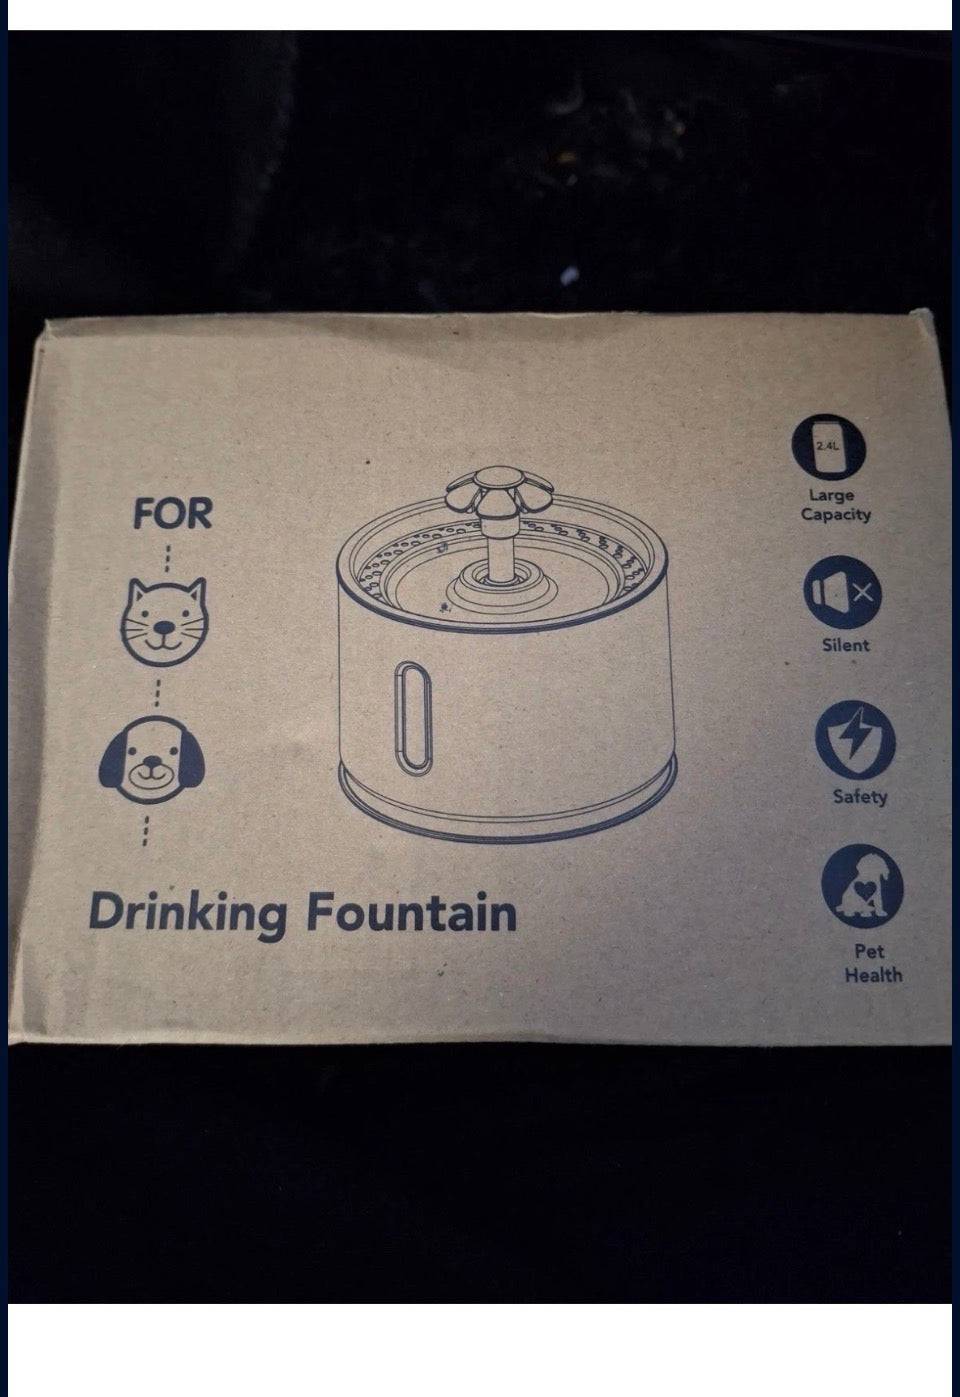 FOR
Drinking Fountain
2.4L
Large
Capacity
Silent
Safety
Pet
Health